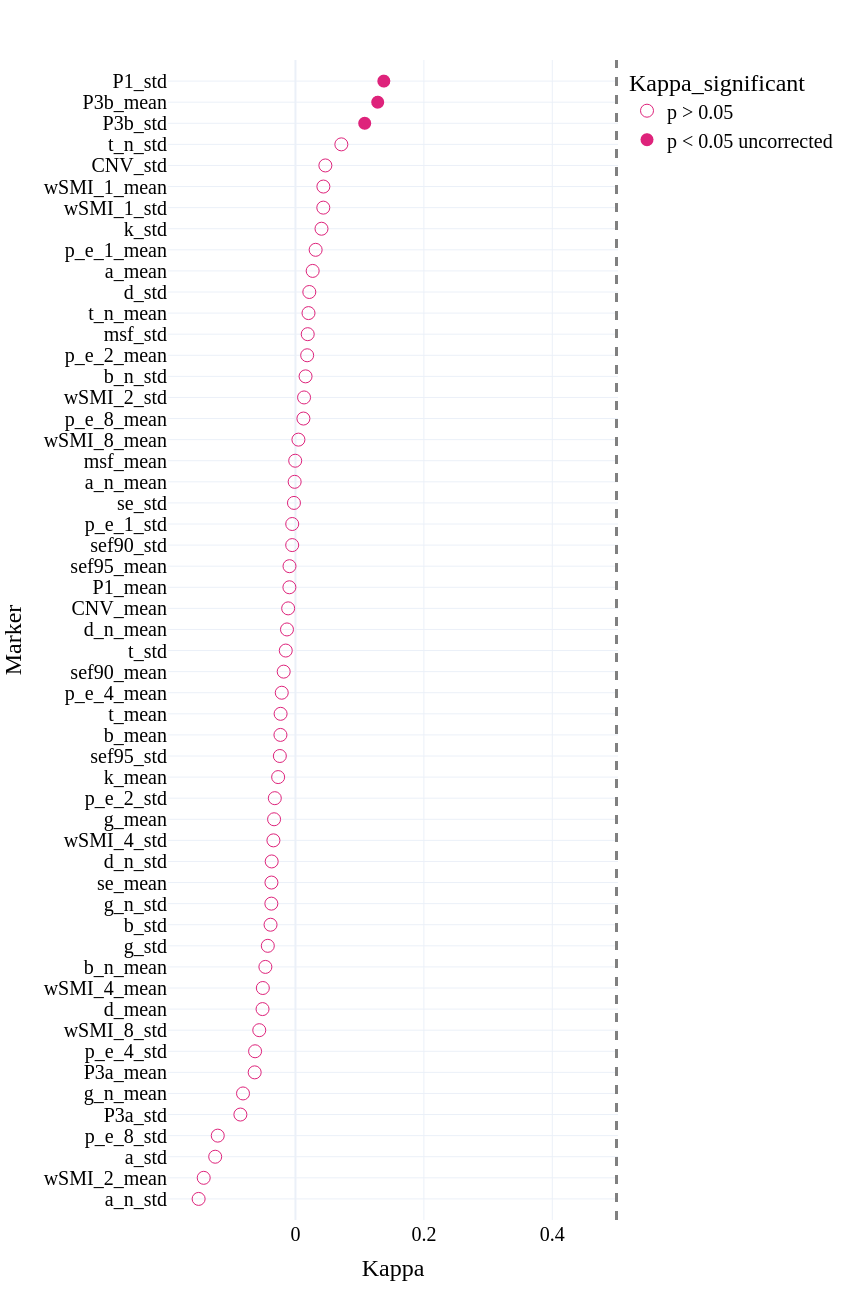 Kappa_significant
p > 0.05
p < 0.05 uncorrected
P1_std
P3b_mean
P3b_std
t_n_std
CNV_std
wSMI_1_mean
wSMI_1_std
k_std
p_e_1_mean
a_mean
d_std
t_n_mean
msf_std
p_e_2_mean
b_n_std
wSMI_2_std
p_e_8_mean
wSMI_8_mean
msf_mean
a_n_mean
se_std
p_e_1_std
sef90_std
sef95_mean
P1_mean
CNV_mean
d_n_mean
t_std
sef90_mean
p_e_4_mean
t_mean
b_mean
sef95_std
k_mean
p_e_2_std
g_mean
wSMI_4_std
d_n_std
se_mean
g_n_std
b_std
g_std
b_n_mean
wSMI_4_mean
d_mean
wSMI_8_std
p_e_4_std
P3a_mean
g_n_mean
P3a_std
p_e_8_std
a_std
wSMI_2_mean
a_n_std
Marker
0 0.2 0.4
Kappa